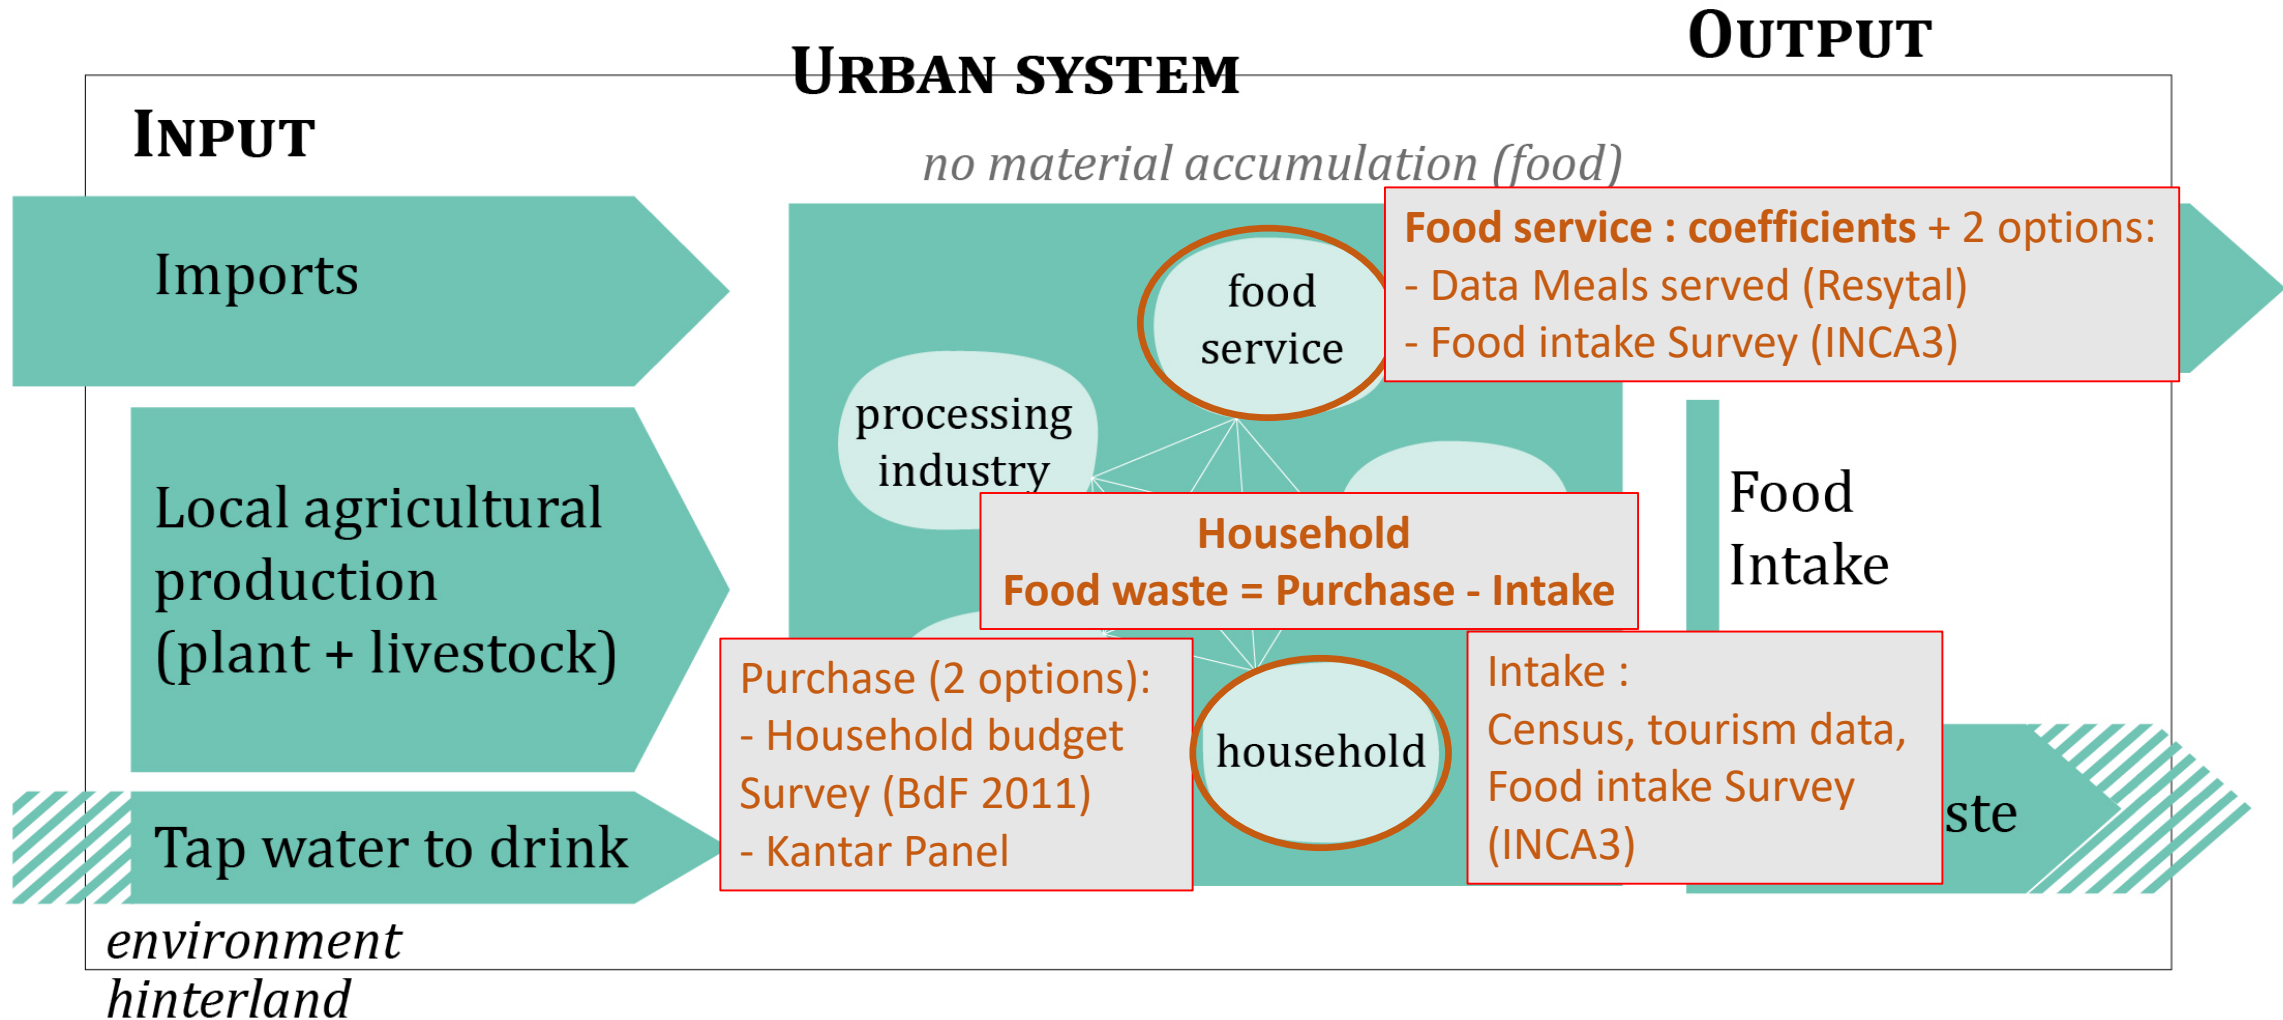 OUTPUT
URBAN SYSTEM
INPUT
no material accumulation (food)
Imports
food
service
Food service : coefficients + 2 options:
- Data Meals served (Resytal)
- Food intake Survey (INCA3)
processing
industry
Local agricultural
production
(plant + livestock)
Household
Food waste = Purchase - Intake
Food
Intake
Purchase (2 options):
- Household budget
Survey (BdF 2011)
- Kantar Panel
household
Intake :
Census, tourism data,
Food intake Survey
(INCA3)
ste
Tap water to drink
environment
hinterland